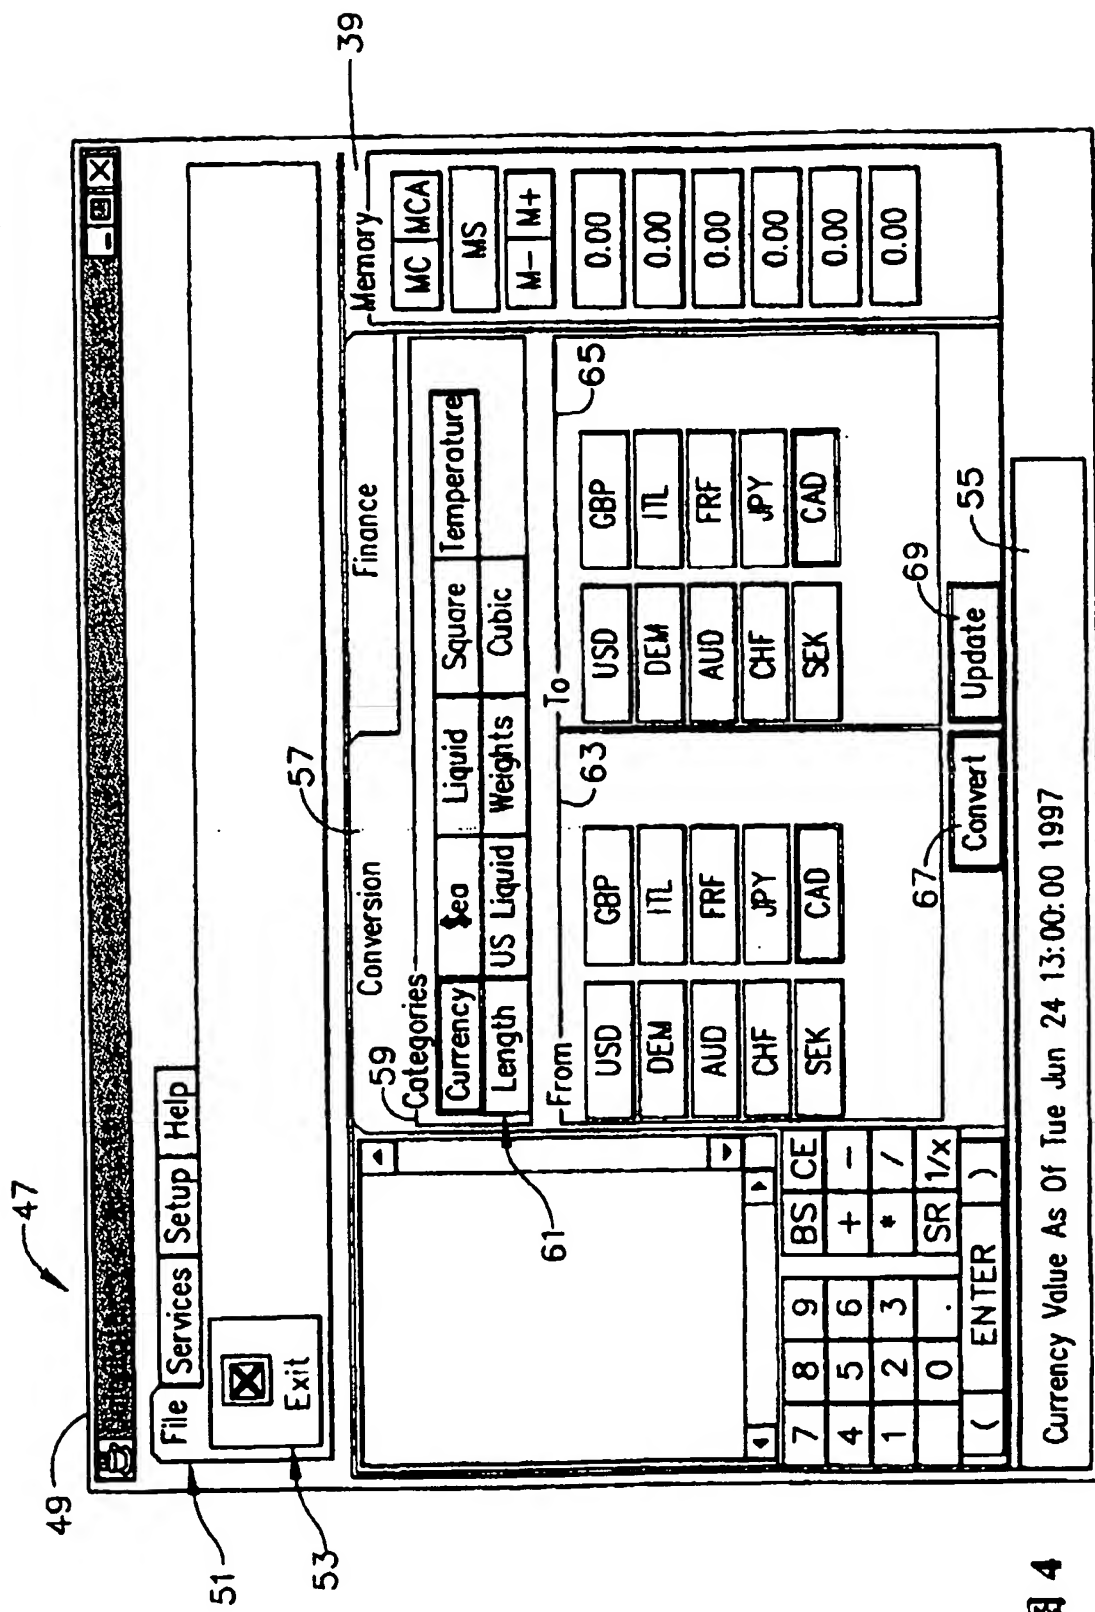 47
49
51
File Services Setup Help
53
Exit
57
39
Conversion Finance
59
Categories
Currency Sea Liquid Square Temperature
Length US Liquid Weights Cubic
61
From 63
USD GBP
DEM ITL
AUD FRF
CHF JPY
SEK CAD
To 65
USD GBP
DEM ITL
AUD FRF
CHF JPY
SEK CAD
67 Convert
Update 69
Memory
MC MCA
MS
M- M+
0.00
0.00
0.00
0.00
0.00
0.00
7 8 9 BS CE
4 5 6 + -
1 2 3 * /
0 . SR 1/x
( ENTER )
Currency Value As Of Tue Jun 24 13:00:00 1997
55
図 4